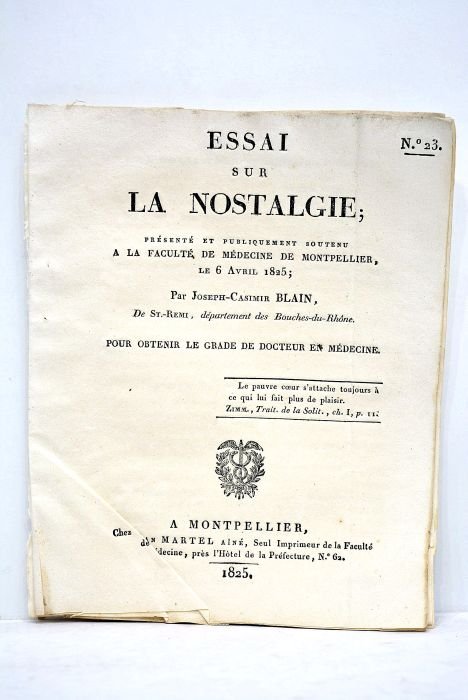 N.º 23.
ESSAI
SUR
LA NOSTALGIE;
PRÉSENTÉ ET PUBLIQUEMENT SOUTENU
A LA FACULTÉ DE MÉDECINE DE MONTPELLIER,
LE 6 AVRIL 1825;
Par JOSEPH-CASIMIR BLAIN,
De ST.-REMI, département des Bouches-du-Rhône.
POUR OBTENIR LE GRADE DE DOCTEUR EN MÉDECINE.
Le pauvre cœur s'attache toujours à
ce qui lui fait plus de plaisir.
ZIMM., Trait. de la Solit., ch. I, p. 11.
A MONTPELLIER,
Chez MARTEL AÎNÉ, Seul Imprimeur de la Faculté
de près l'Hôtel de la Préfecture, N.º 62.
1825.